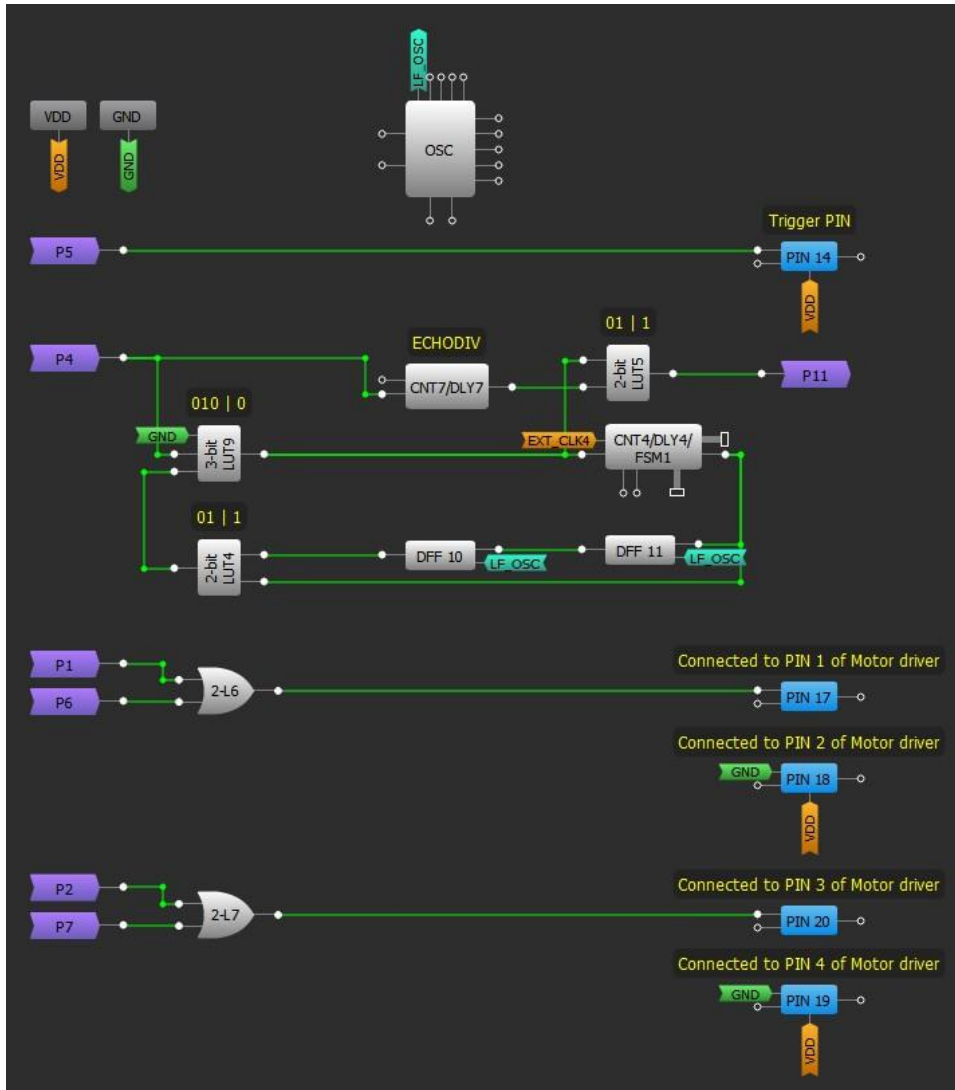 LF_OSC
VDD
GND
OSC
VDD
GND
Trigger PIN
P5
PIN 14
VDD
01 | 1
ECHODIV
P4
CNT7/DLY7
2-bit
LUT5
P11
010 | 0
GND
3-bit
LUT9
EXT_CLK4
CNT4/DLY4/
FSM1
01 | 1
2-bit
LUT4
DFF 10
LF_OSC
DFF 11
LF_OSC
P1
P6
2-L6
Connected to PIN 1 of Motor driver
PIN 17
Connected to PIN 2 of Motor driver
GND
PIN 18
VDD
P2
P7
2-L7
Connected to PIN 3 of Motor driver
PIN 20
Connected to PIN 4 of Motor driver
GND
PIN 19
VDD